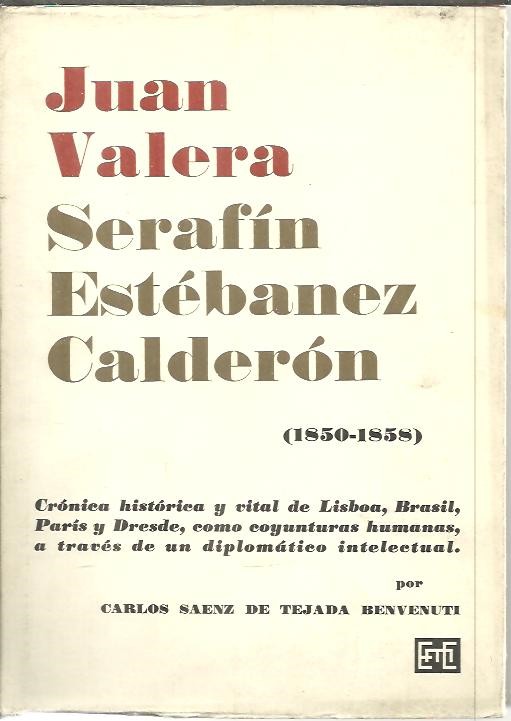 Juan
Valera
Serafín
Estébanez
Calderón
(1850-1858)
Crónica histórica y vital de Lisboa, Brasil,
París y Dresde, como coyunturas humanas,
a través de un diplomático intelectual.
por
CARLOS SAENZ DE TEJADA BENVENUTI